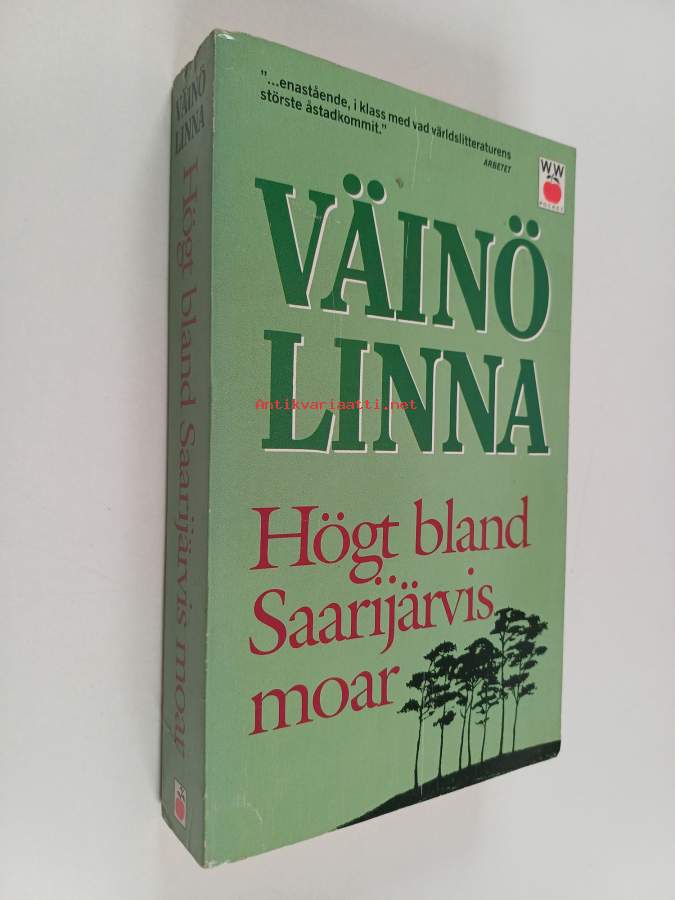 "...enastående, i klass med vad världslitteraturens
störste åstadkommit."
ARBETET
WW
POCKET
VÄINÖ
LINNA
Högt bland
Saarijärvis
moar
Antikvariaatti.net
VÄINÖ
LINNA
Högt bland Saarijärvis moar